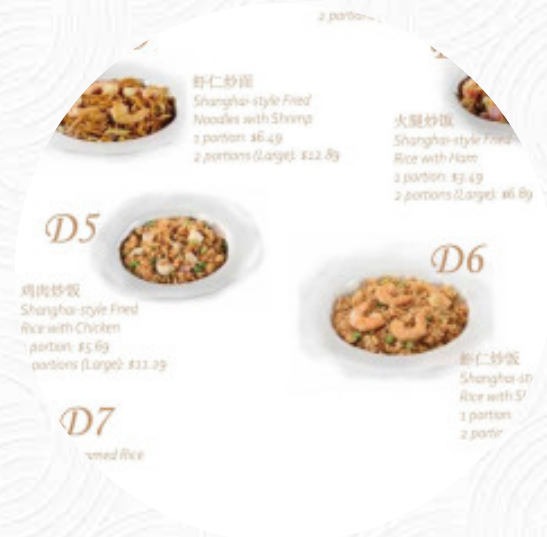 2 portions
虾仁炒面
Shanghai-style Fried
Noodles with Shrimp
1 portion: $6.49
2 portions (Large): $12.89
火腿炒饭
Shanghai-style Fried
Rice with Ham
1 portion: $3.49
2 portions (Large): $6.89
D5
鸡肉炒饭
Shanghai-style Fried
Rice with Chicken
portion: $5.69
portions (Large): $11.29
D6
虾仁炒饭
Shanghai-st
Rice with S
1 portion
2 portio
D7
med Rice